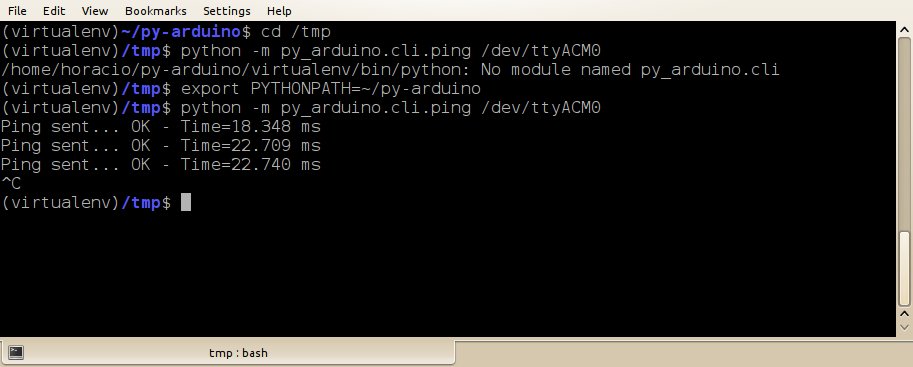 File Edit View Bookmarks Settings Help
(virtualenv)~/py-arduino$ cd /tmp
(virtualenv)/tmp$ python -m py_arduino.cli.ping /dev/ttyACM0
/home/horacio/py-arduino/virtualenv/bin/python: No module named py_arduino.cli
(virtualenv)/tmp$ export PYTHONPATH=~/py-arduino
(virtualenv)/tmp$ python -m py_arduino.cli.ping /dev/ttyACM0
Ping sent... OK - Time=18.348 ms
Ping sent... OK - Time=22.709 ms
Ping sent... OK - Time=22.740 ms
^C
(virtualenv)/tmp$
tmp : bash